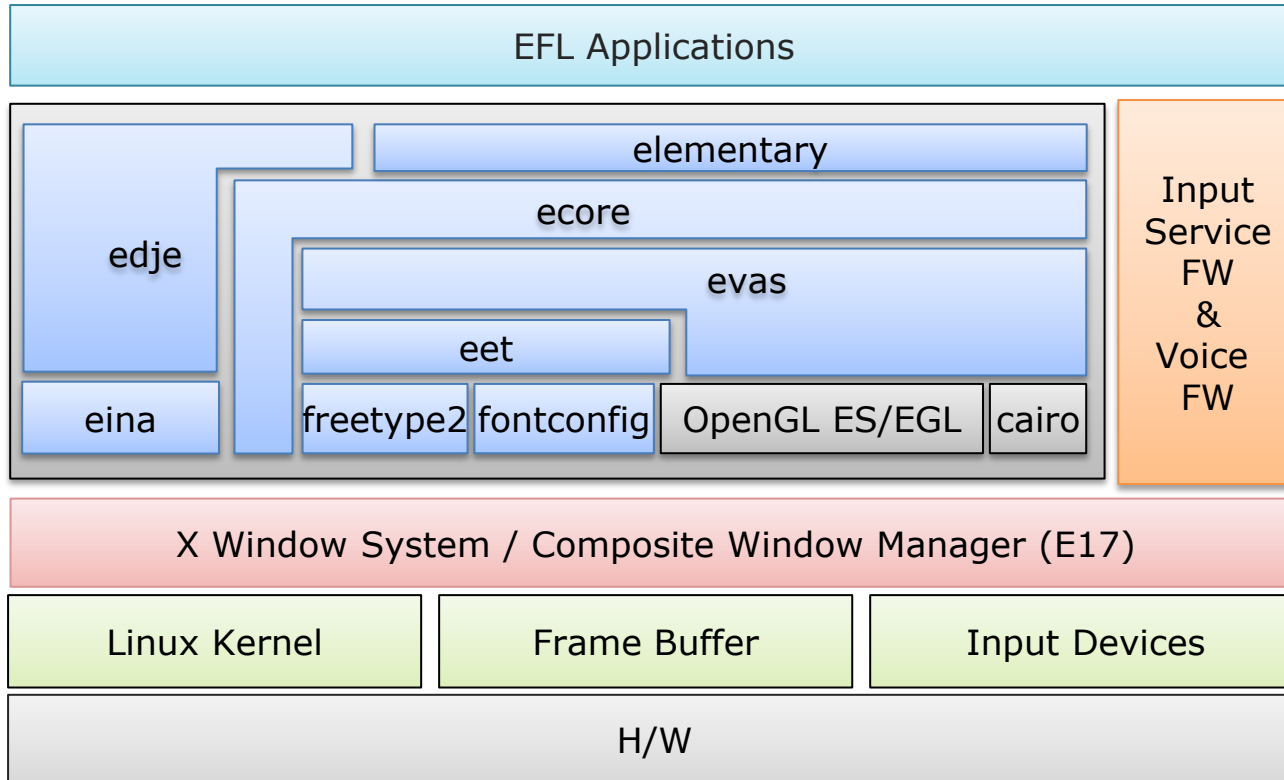 EFL Applications
elementary
ecore
edje
evas
eet
eina
freetype2
fontconfig
OpenGL ES/EGL
cairo
Input
Service
FW
&
Voice
FW
X Window System / Composite Window Manager (E17)
Linux Kernel
Frame Buffer
Input Devices
H/W